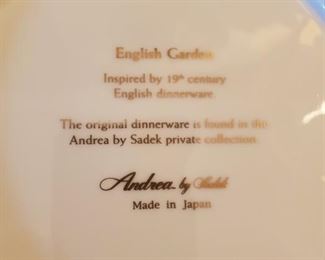 English Garden
Inspired by 19th century
English dinnerware
The original dinnerware is found in the
Andrea by Sadek private collection
Andrea by Sadek
Made in Japan